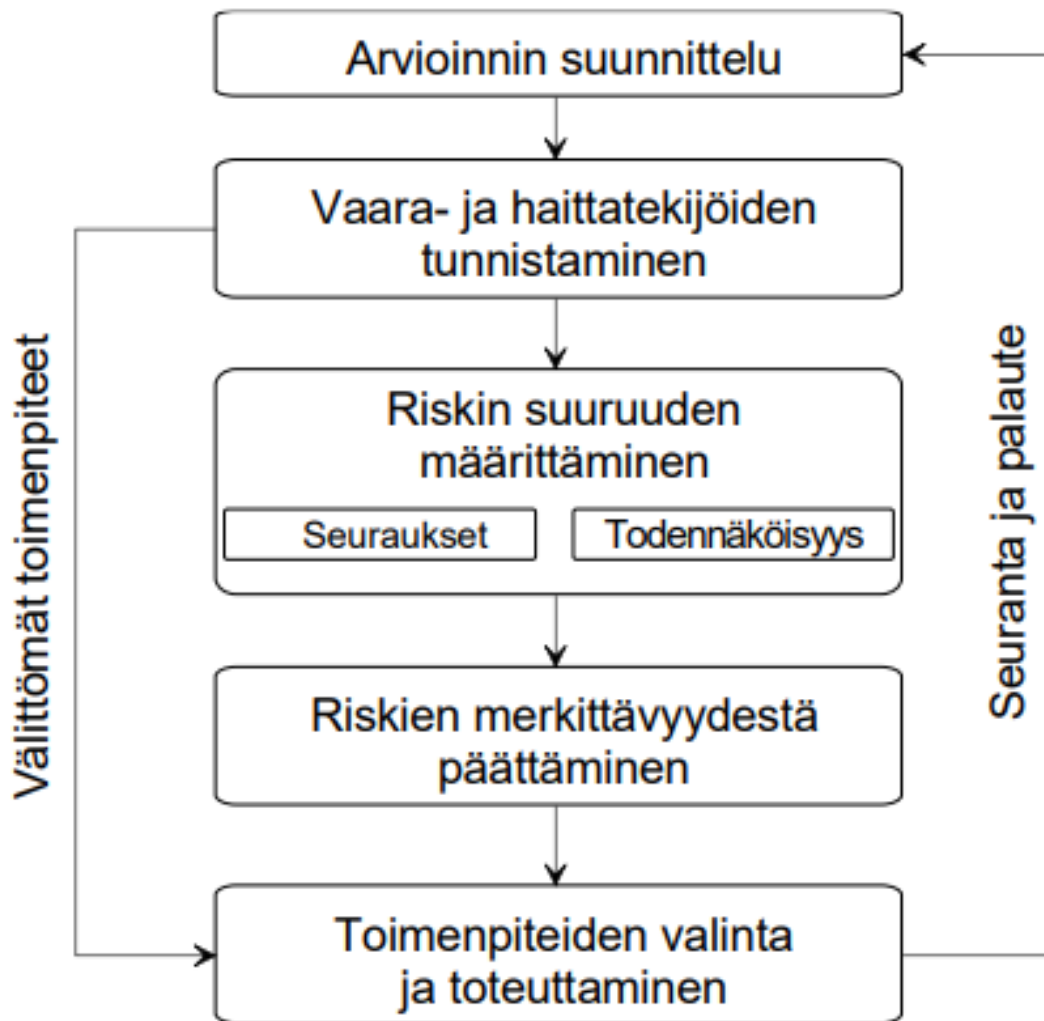 Arvioinnin suunnittelu
Vaara- ja haittatekijöiden
tunnistaminen
Riskin suuruuden
määrittäminen
Seuraukset
Todennäköisyys
Riskien merkittävyydestä
päättäminen
Toimenpiteiden valinta
ja toteuttaminen
Välittömät toimenpiteet
Seuranta ja palaute